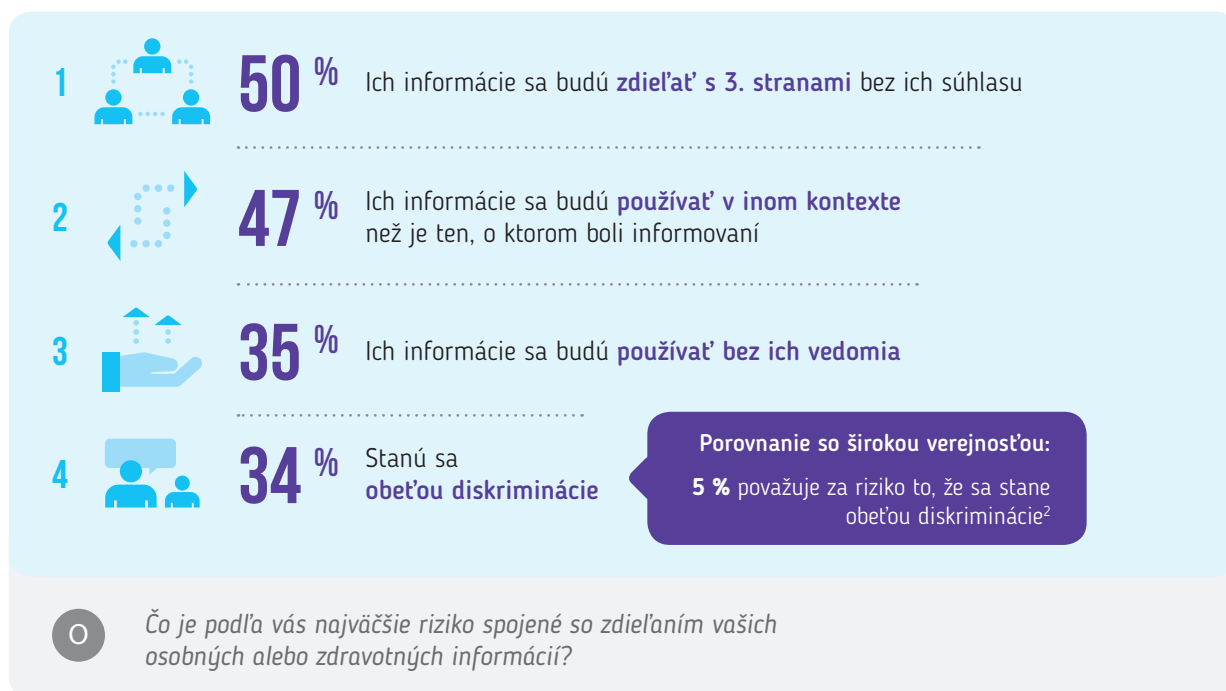 1
50 %
Ich informácie sa budú zdieľať s 3. stranami bez ich súhlasu
2
47 %
Ich informácie sa budú používať v inom kontexte
než je ten, o ktorom boli informovaní
3
35 %
Ich informácie sa budú používať bez ich vedomia
4
34 %
Stanú sa
obeťou diskriminácie
Porovnanie so širokou verejnosťou:
5 % považuje za riziko to, že sa stane
obeťou diskriminácie²
O
Čo je podľa vás najväčšie riziko spojené so zdieľaním vašich
osobných alebo zdravotných informácií?